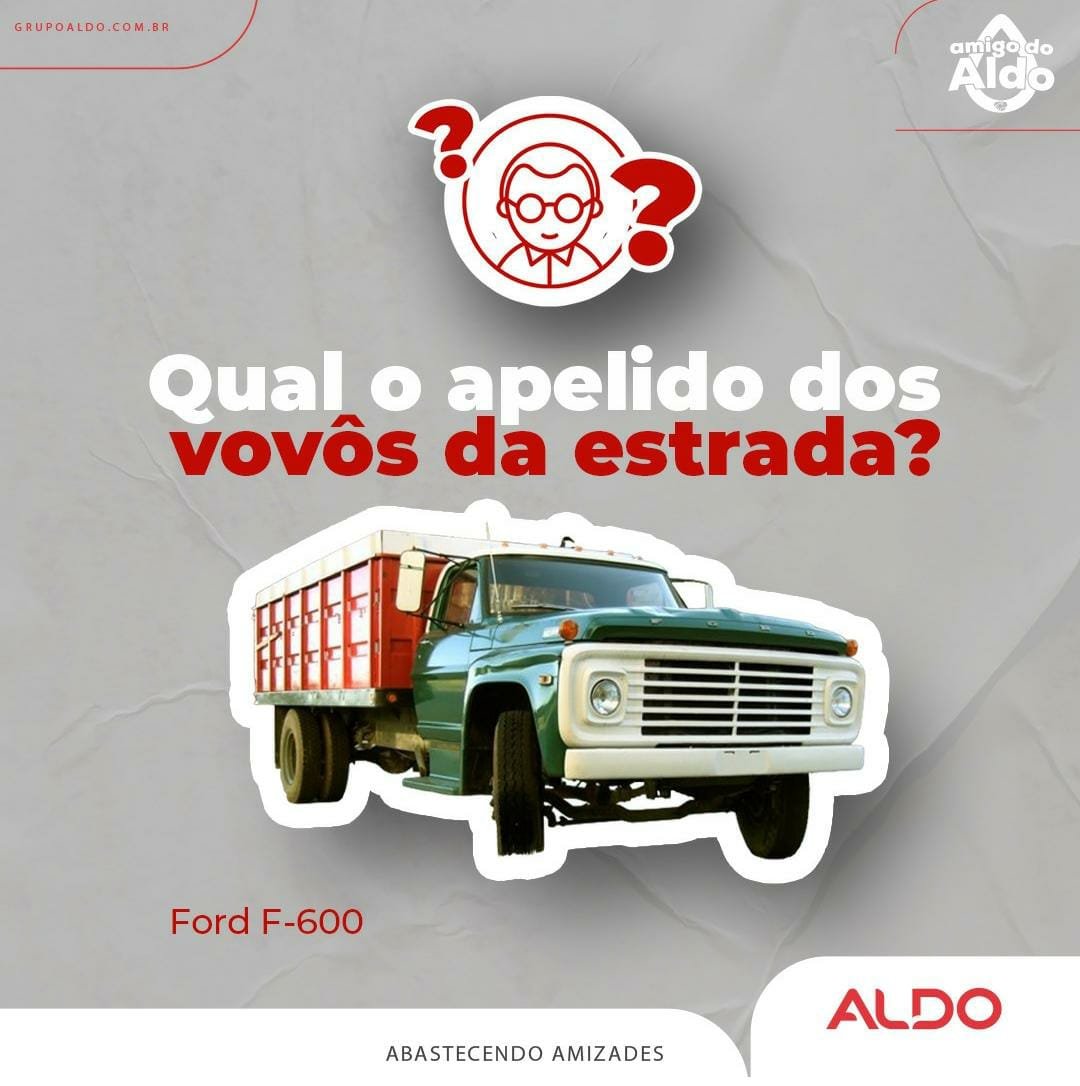 GRUPOALDO.COM.BR
amigo do
Aldo
? ?
Qual o apelido dos
vovôs da estrada?
FORD
Ford F-600
ALDO
ABASTECENDO AMIZADES